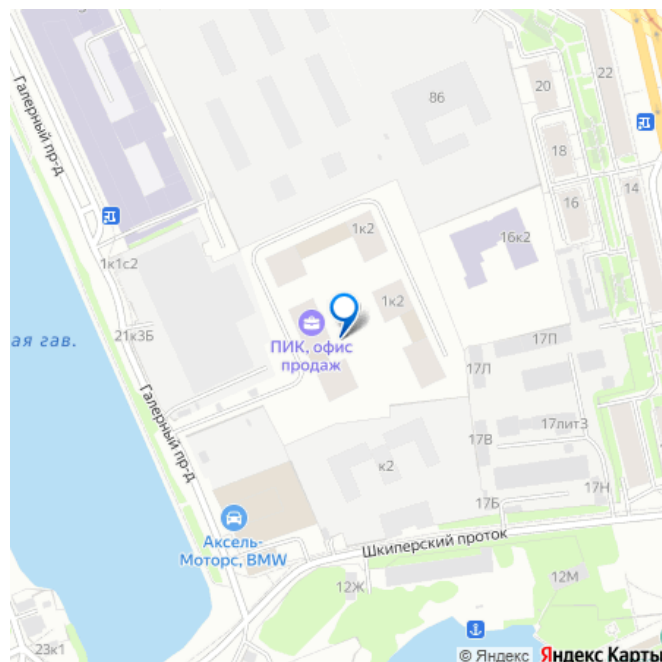 22
20
86
Галерный пр-д
18
14
16
1к2
16к2
1к1с2
1к2
21к3Б
ая гав.
ПИК, офис
продаж
17П
17Л
Галерный пр-д
17литЗ
17В
к2
17Н
17Б
Аксель-
Моторс, BMW
Шкиперский проток
12Ж
12М
23к1
© Яндекс Яндекс Карты